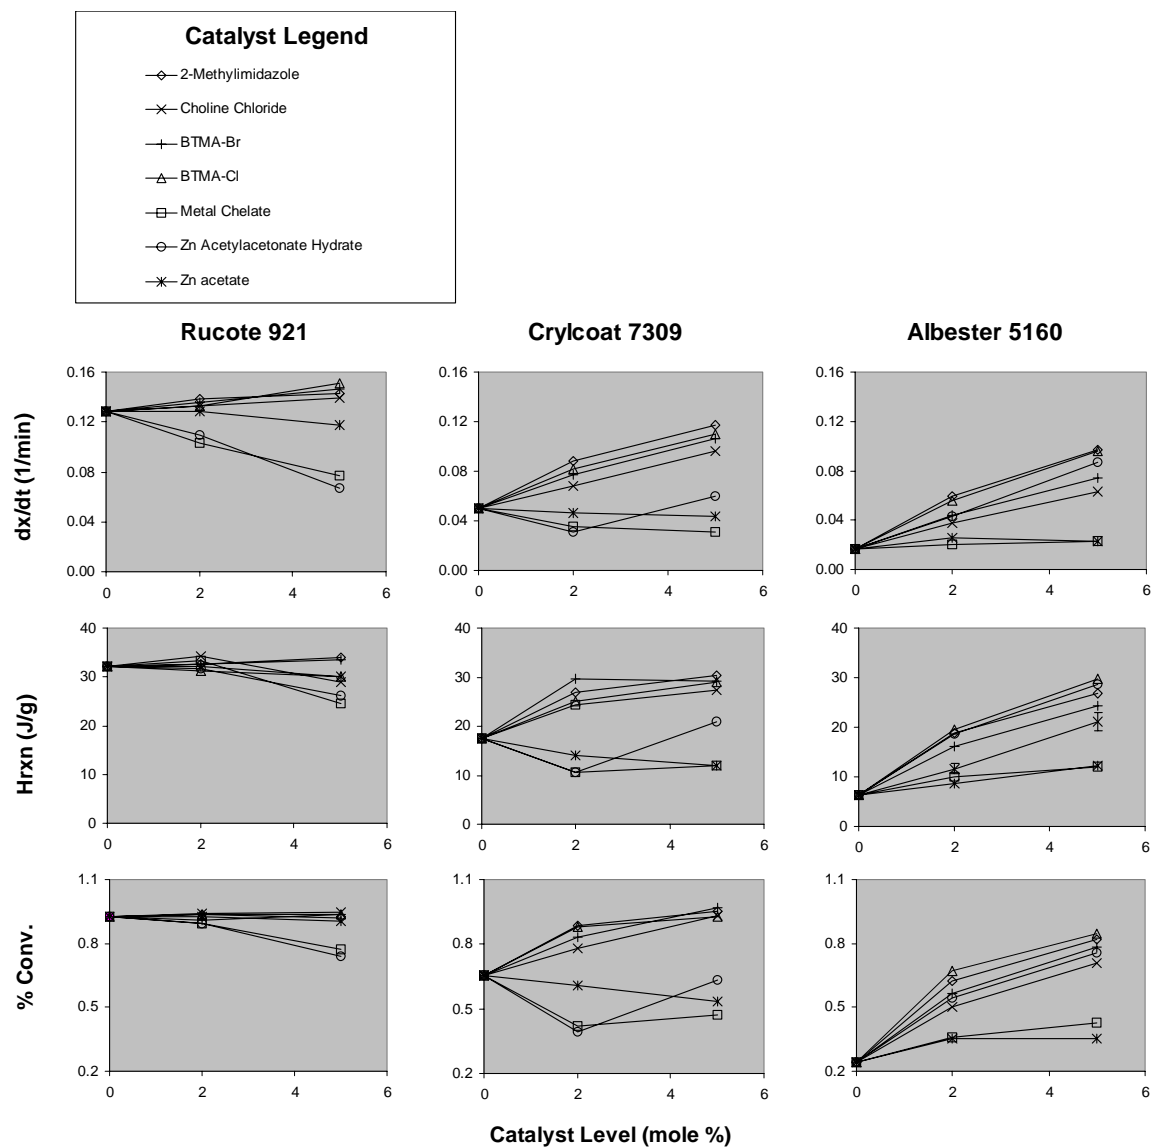 Catalyst Legend
2-Methylimidazole
Choline Chloride
BTMA-Br
BTMA-Cl
Metal Chelate
Zn Acetylacetonate Hydrate
Zn acetate
Rucote 921
Crylcoat 7309
Albester 5160
dx/dt (1/min)
0.16
0.12
0.08
0.04
0.00
0 2 4 6
0.16
0.12
0.08
0.04
0.00
0 2 4 6
0.16
0.12
0.08
0.04
0.00
0 2 4 6
Hrxn (J/g)
40
30
20
10
0
0 2 4 6
40
30
20
10
0
0 2 4 6
40
30
20
10
0
0 2 4 6
% Conv.
1.1
0.8
0.5
0.2
0 2 4 6
1.1
0.8
0.5
0.2
0 2 4 6
1.1
0.8
0.5
0.2
0 2 4 6
Catalyst Level (mole %)